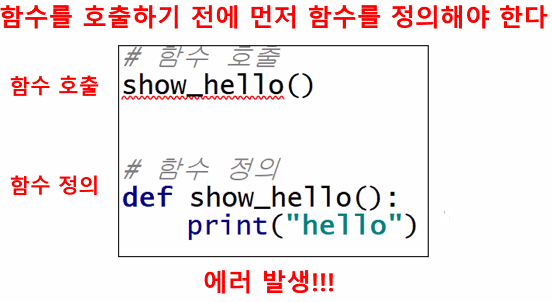 함수를 호출하기 전에 먼저 함수를 정의해야 한다
# 함수 호출
함수 호출
show_hello()
# 함수 정의
함수 정의
def show_hello():
print("hello")
에러 발생!!!